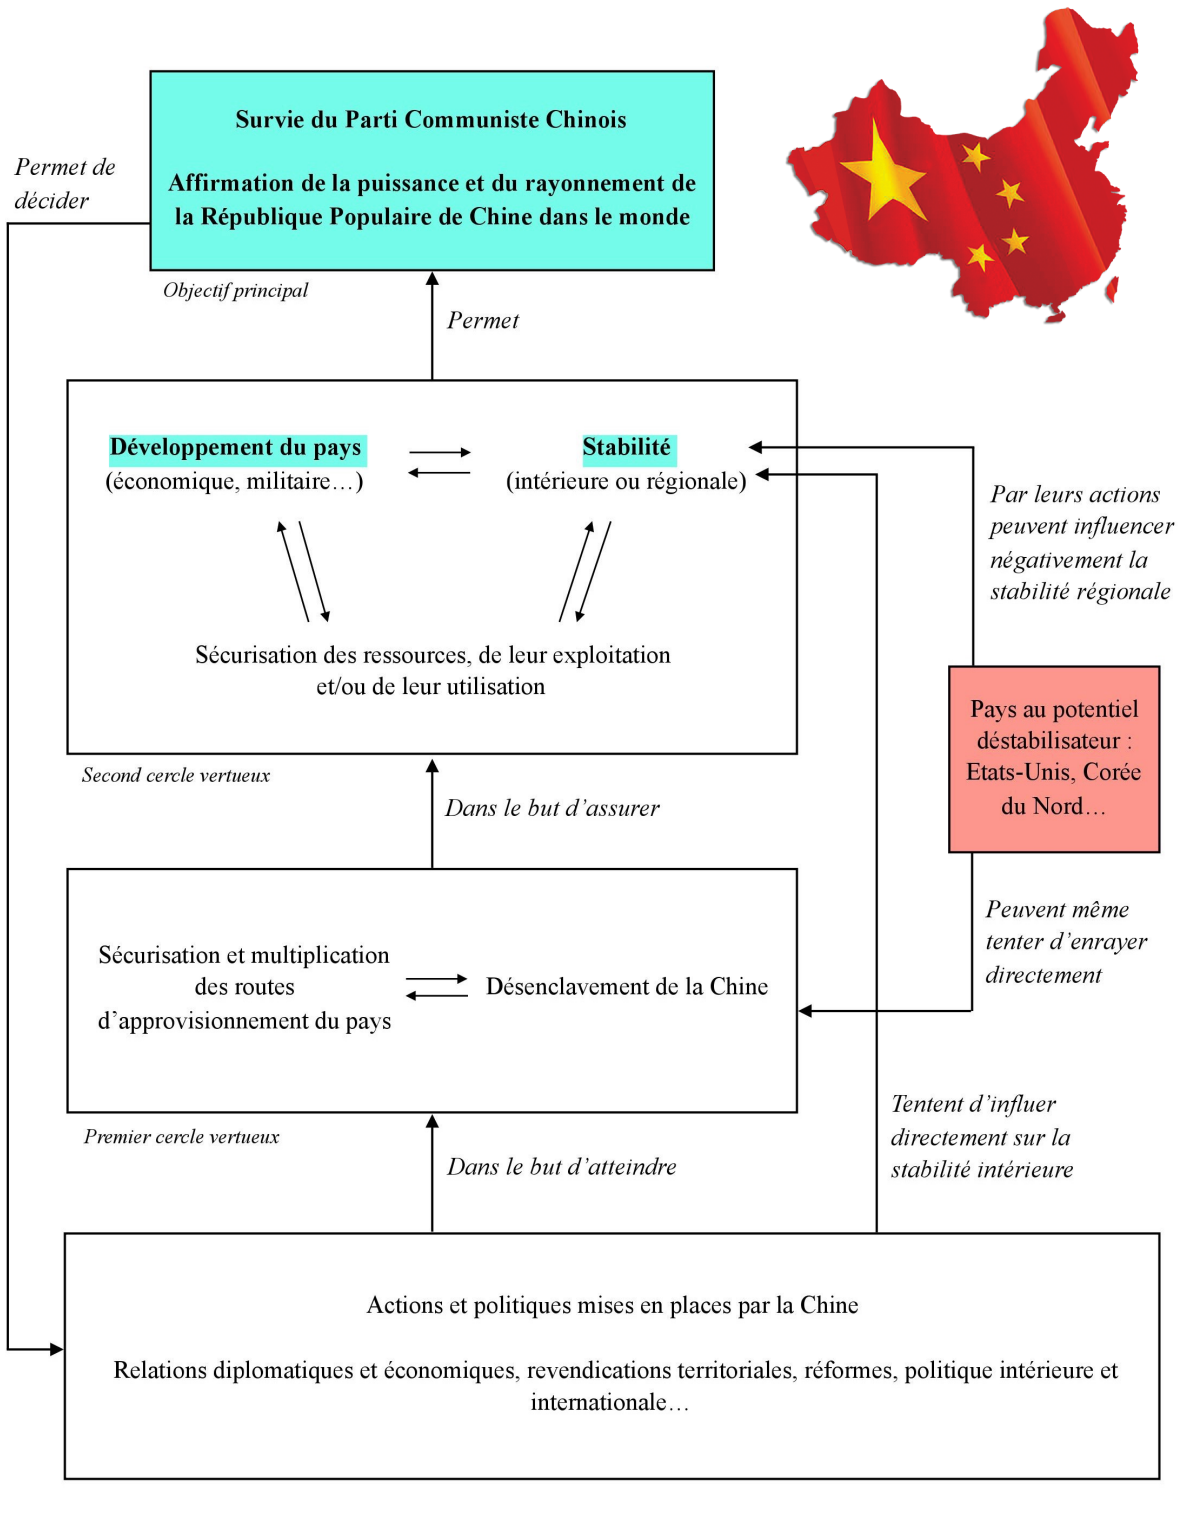 Survie du Parti Communiste Chinois
Affirmation de la puissance et du rayonnement de
la République Populaire de Chine dans le monde
Permet de
décider
Objectif principal
Permet
Développement du pays
(économique, militaire…)
Stabilité
(intérieure ou régionale)
Sécurisation des ressources, de leur exploitation
et/ou de leur utilisation
Par leurs actions
peuvent influencer
négativement la
stabilité régionale
Pays au potentiel
déstabilisateur :
Etats-Unis, Corée
du Nord…
Second cercle vertueux
Dans le but d’assurer
Peuvent même
tenter d’enrayer
directement
Sécurisation et multiplication
des routes
d’approvisionnement du pays
Désenclavement de la Chine
Premier cercle vertueux
Dans le but d’atteindre
Tentent d’influer
directement sur la
stabilité intérieure
Actions et politiques mises en places par la Chine
Relations diplomatiques et économiques, revendications territoriales, réformes, politique intérieure et
internationale…